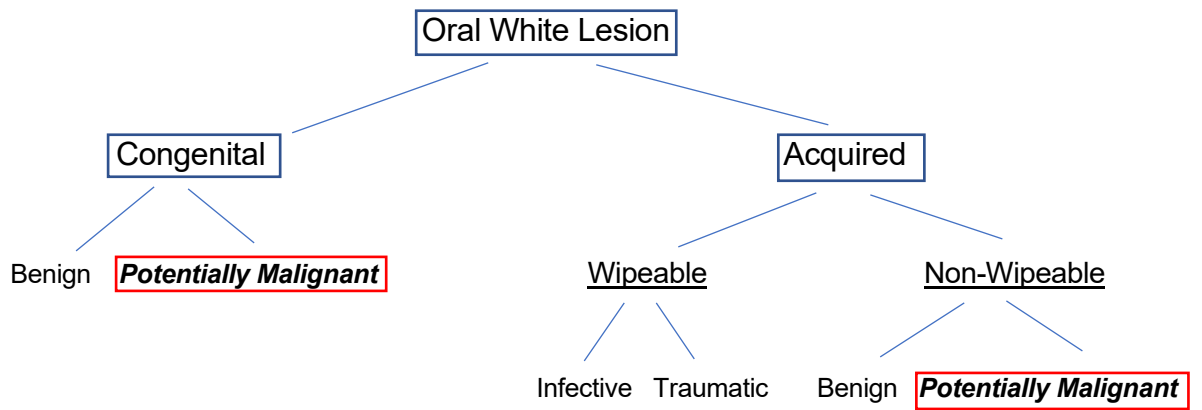 Oral White Lesion
Congenital
Acquired
Benign
Potentially Malignant
Wipeable
Non-Wipeable
Infective
Traumatic
Benign
Potentially Malignant